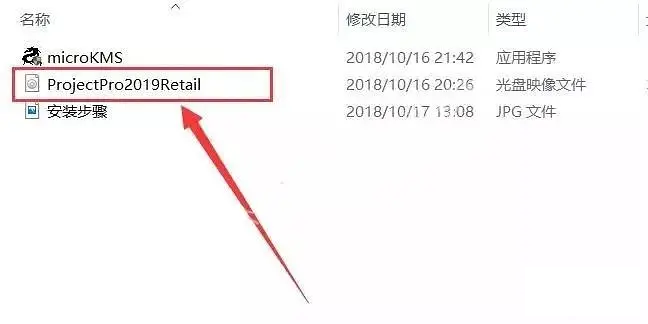 名称 修改日期 类型
microKMS 2018/10/16 21:42 应用程序
ProjectPro2019Retail 2018/10/16 20:26 光盘映像文件
安装步骤 2018/10/17 13:08 JPG 文件